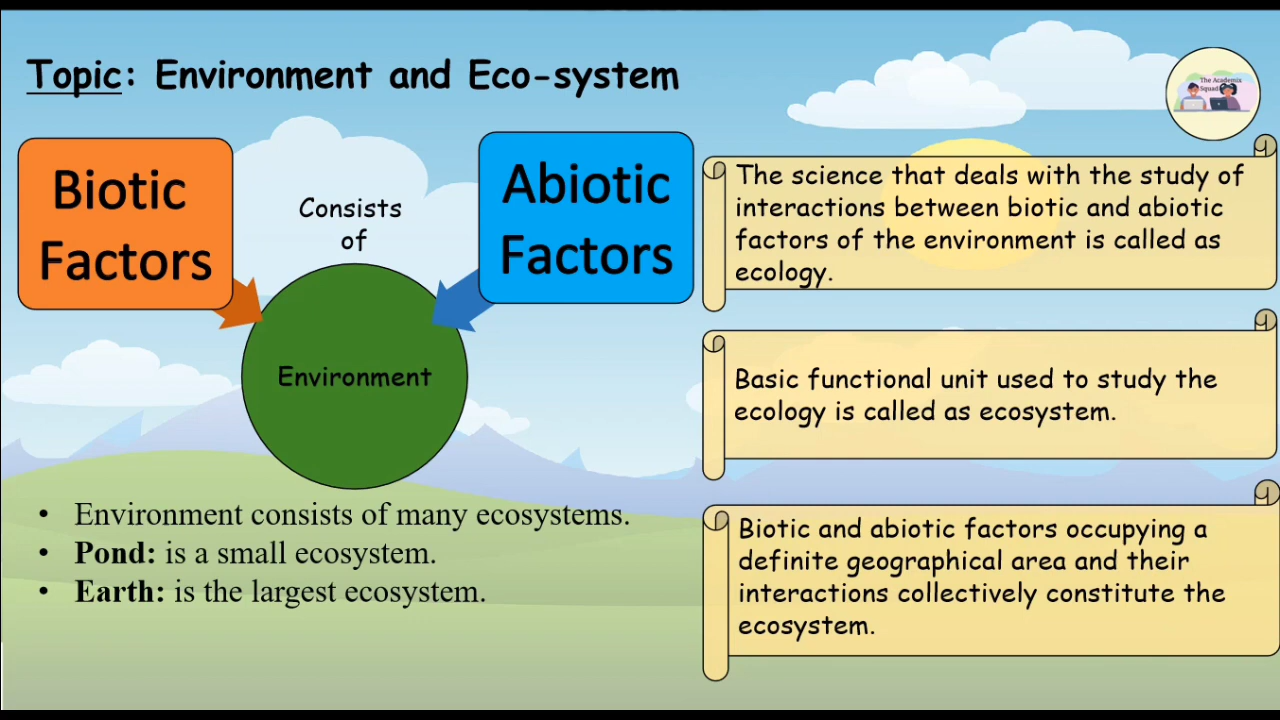 Topic: Environment and Eco-system
The Academix
Squad
Biotic
Factors
Consists
of
Abiotic
Factors
Environment
• Environment consists of many ecosystems.
• Pond: is a small ecosystem.
• Earth: is the largest ecosystem.
The science that deals with the study of
interactions between biotic and abiotic
factors of the environment is called as
ecology.
Basic functional unit used to study the
ecology is called as ecosystem.
Biotic and abiotic factors occupying a
definite geographical area and their
interactions collectively constitute the
ecosystem.